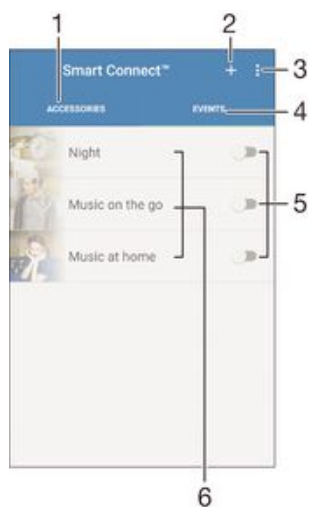 1
2
Smart Connect™
+
3
ACCESSORIES
EVENTS
4
Night
Music on the go
5
Music at home
6